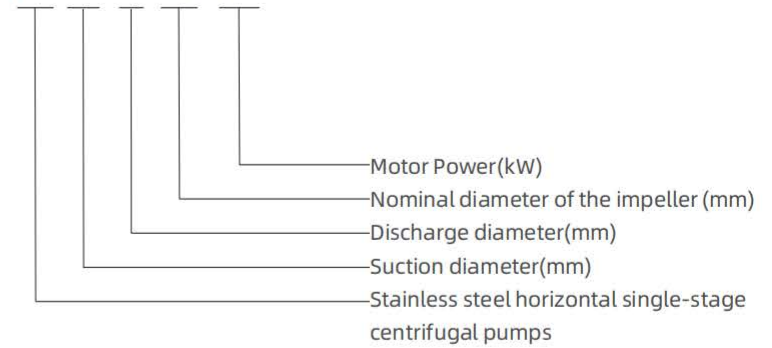 Motor Power(kW)
Nominal diameter of the impeller (mm)
Discharge diameter(mm)
Suction diameter(mm)
Stainless steel horizontal single-stage
centrifugal pumps